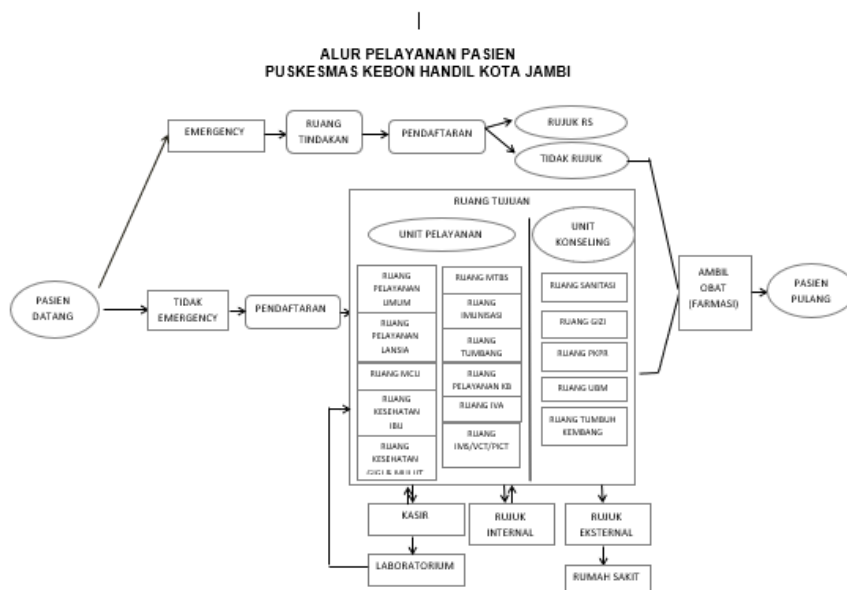 ALUR PELAYANAN PASIEN
PUSKESMAS KEBON HANDIL KOTA JAMBI
EMERGENCY
RUANG
TINDAKAN
PENDAFTARAN
RUJUK RS
TIDAK RUJUK
PASIEN
DATANG
TIDAK
EMERGENCY
PENDAFTARAN
RUANG TUJUAN
UNIT PELAYANAN
RUANG
PELAYANAN
UMUM
RUANG
PELAYANAN
LANSIA
RUANG MCU
RUANG
KESEHATAN
IBU
RUANG
KESEHATAN
GIGI & MULUT
RUANG MTBS
RUANG
IMUNISASI
RUANG
TUMBANG
RUANG
PELAYANAN KB
RUANG IVA
RUANG
IMS/VCT/PICT
UNIT
KONSELING
RUANG SANITASI
RUANG GIZI
RUANG PKPR
RUANG UBM
RUANG TUMBUH
KEMBANG
AMBIL
OBAT
(FARMASI)
PASIEN
PULANG
KASIR
LABORATORIUM
RUJUK
INTERNAL
RUJUK
EKSTERNAL
RUMAH SAKIT